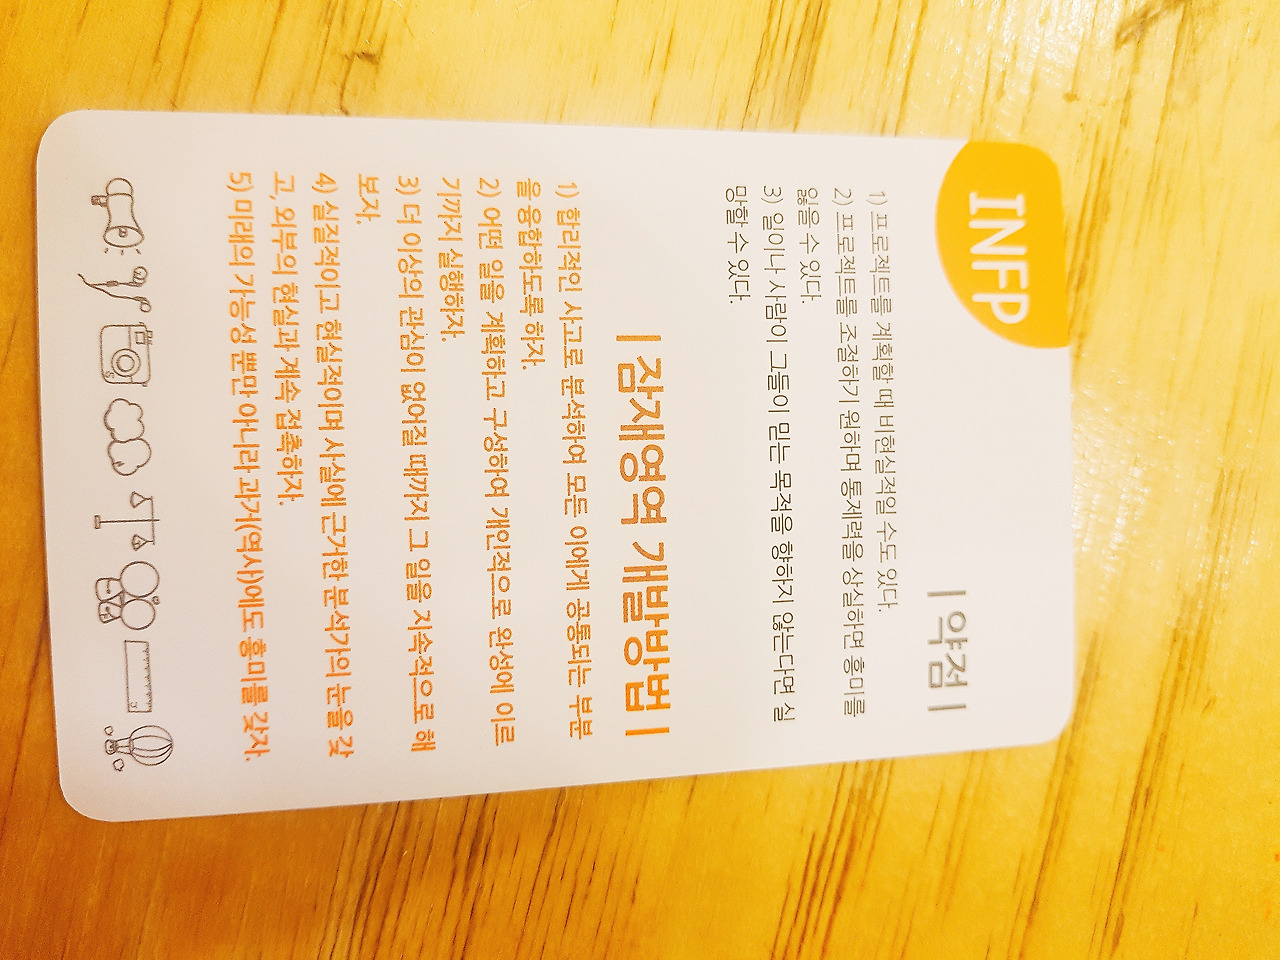 INFP
| 약점 |
1) 프로젝트를 계획할 때 비현실적일 수도 있다.
2) 프로젝트를 조절하기 원하며 통제력을 상실하면 흥미를
잃을 수 있다.
3) 일이나 사람이 그들이 믿는 목적을 향하지 않는다면 실
망할 수 있다.
| 잠재영역 개발방법 |
1) 합리적인 사고로 분석하여 모든 이에게 공통되는 부분
을 융합하도록 하자.
2) 어떤 일을 계획하고 구성하여 개인적으로 완성에 이르
기까지 실행하자.
3) 더 이상의 관심이 없어질 때까지 그 일을 지속적으로 해
보자.
4) 실질적이고 현실적이며 사실에 근거한 분석가의 눈을 갖
고, 외부의 현실과 계속 접촉하자.
5) 미래의 가능성 뿐만 아니라 과거(역사)에도 흥미를 갖자.